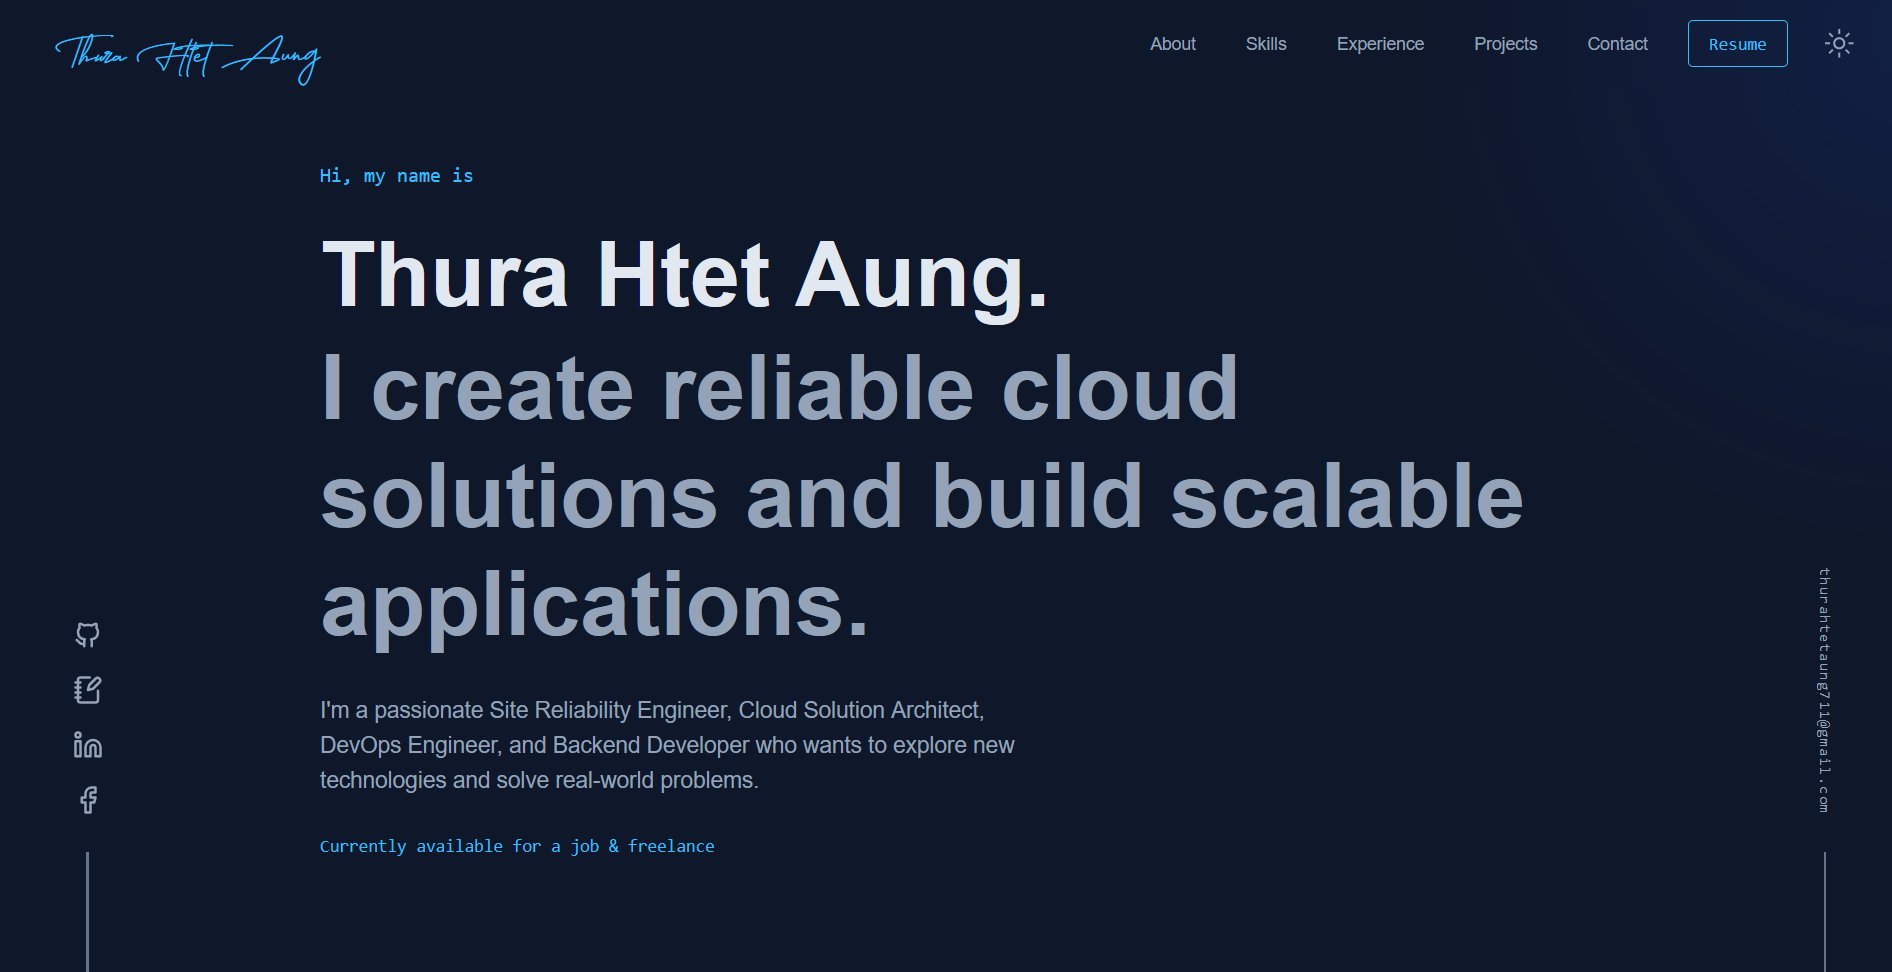 Thura Htet Aung
About
Skills
Experience
Projects
Contact
Resume
Hi, my name is
Thura Htet Aung.
I create reliable cloud
solutions and build scalable
applications.
I'm a passionate Site Reliability Engineer, Cloud Solution Architect,
DevOps Engineer, and Backend Developer who wants to explore new
technologies and solve real-world problems.
Currently available for a job & freelance
thurahtetaung711@gmail.com